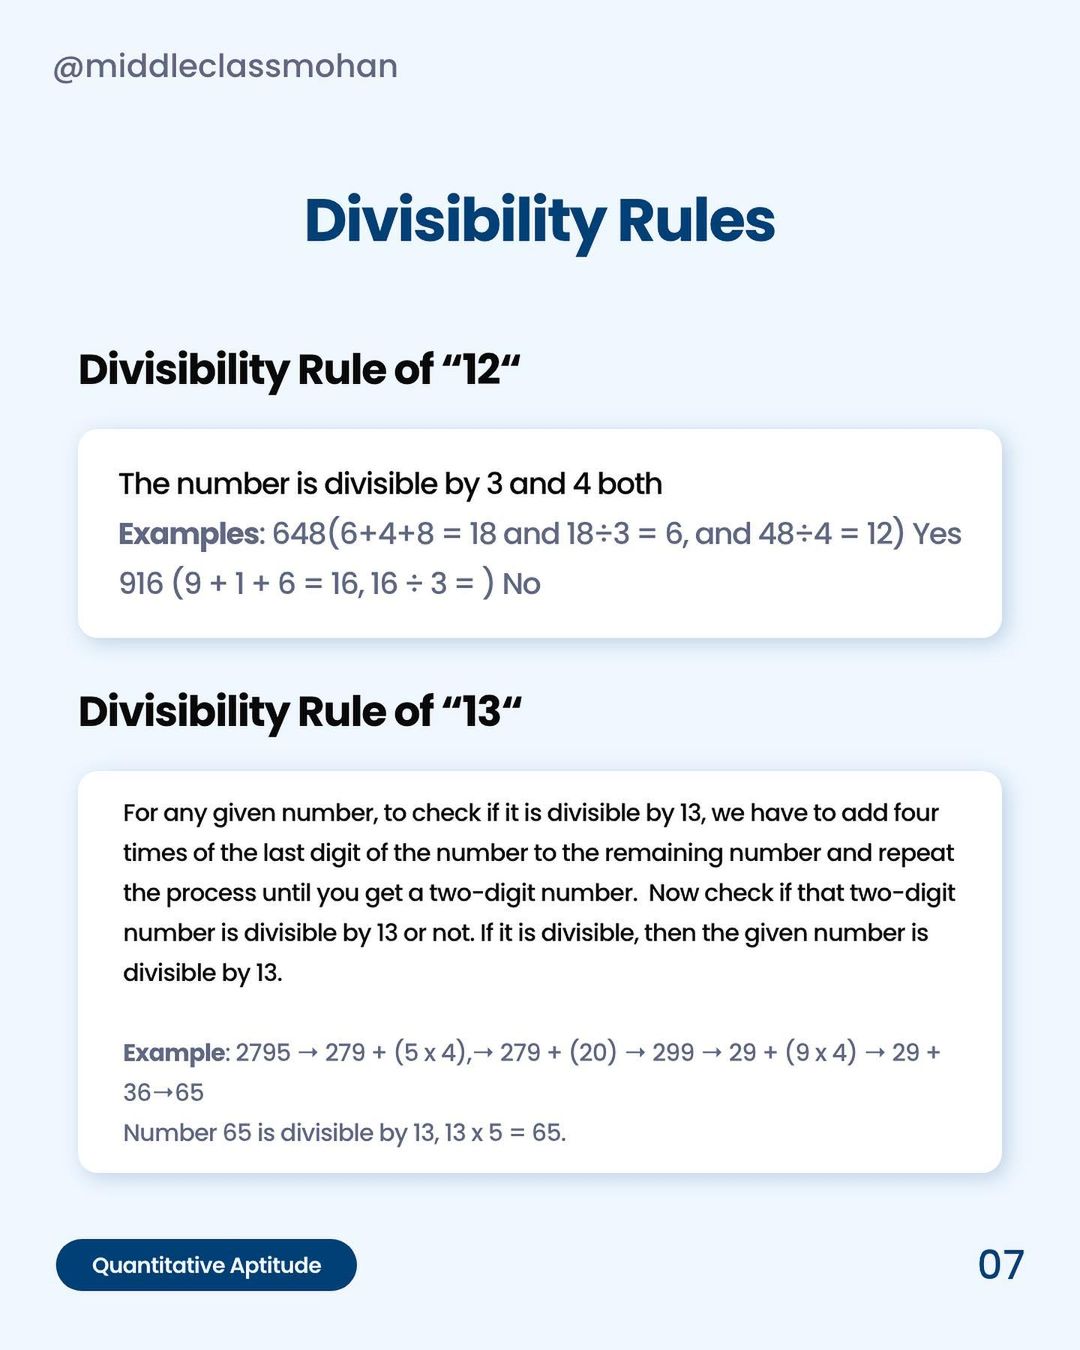 @middleclassmohan
Divisibility Rules
Divisibility Rule of “12“
The number is divisible by 3 and 4 both
Examples: 648(6+4+8 = 18 and 18÷3 = 6, and 48÷4 = 12) Yes
916 (9 + 1 + 6 = 16, 16 ÷ 3 = ) No
Divisibility Rule of “13“
For any given number, to check if it is divisible by 13, we have to add four
times of the last digit of the number to the remaining number and repeat
the process until you get a two-digit number.  Now check if that two-digit
number is divisible by 13 or not. If it is divisible, then the given number is
divisible by 13.
Example: 2795 → 279 + (5 x 4),→ 279 + (20) → 299 → 29 + (9 x 4) → 29 +
36→65
Number 65 is divisible by 13, 13 x 5 = 65.
Quantitative Aptitude
07